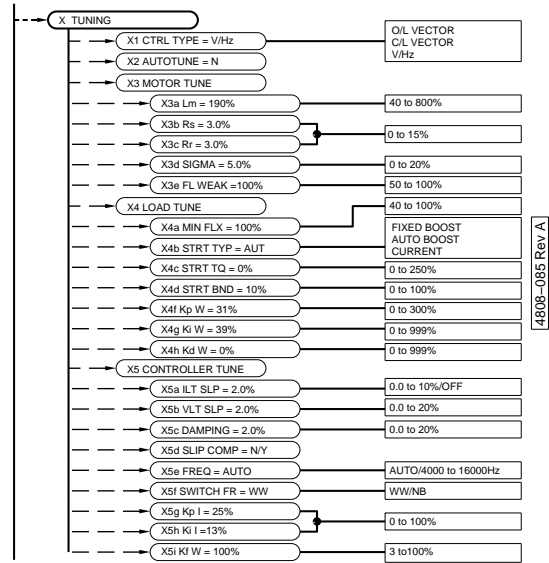 X TUNING
X1 CTRL TYPE = V/Hz
O/L VECTOR
C/L VECTOR
V/Hz
X2 AUTOTUNE = N
X3 MOTOR TUNE
X3a Lm = 190%
40 to 800%
X3b Rs = 3.0%
X3c Rr = 3.0%
0 to 15%
X3d SIGMA = 5.0%
0 to 20%
X3e FL WEAK =100%
50 to 100%
X4 LOAD TUNE
X4a MIN FLX = 100%
40 to 100%
X4b STRT TYP = AUT
FIXED BOOST
AUTO BOOST
CURRENT
X4c STRT TQ = 0%
0 to 250%
X4d STRT BND = 10%
0 to 100%
X4f Kp W = 31%
0 to 300%
X4g Ki W = 39%
0 to 999%
X4h Kd W = 0%
0 to 999%
X5 CONTROLLER TUNE
X5a ILT SLP = 2.0%
0.0 to 10%/OFF
X5b VLT SLP = 2.0%
0.0 to 20%
X5c DAMPING = 2.0%
0.0 to 20%
X5d SLIP COMP = N/Y
X5e FREQ = AUTO
AUTO/4000 to 16000Hz
X5f SWITCH FR = WW
WW/NB
X5g Kp I = 25%
X5h Ki I =13%
0 to 100%
X5i Kf W = 100%
3 to100%
4808–085 Rev A